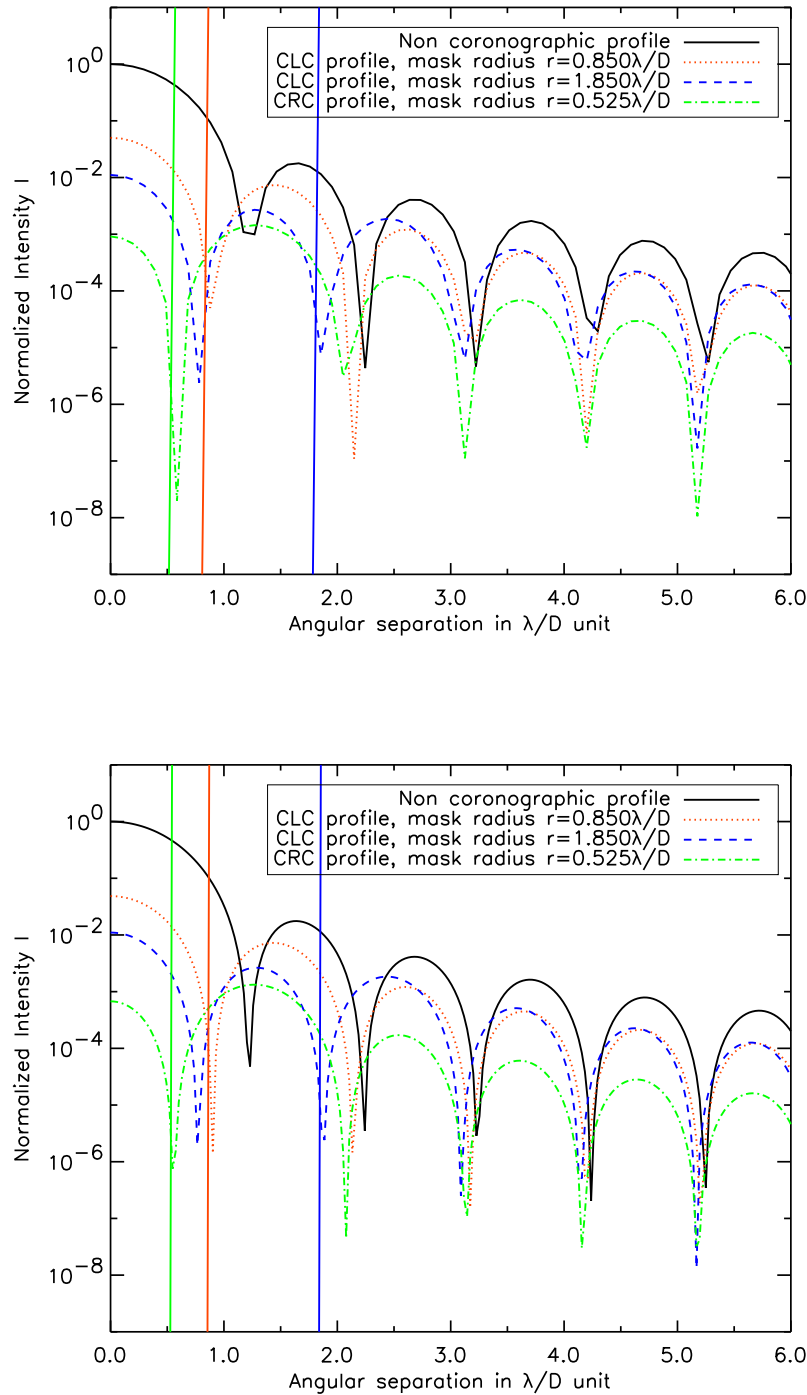 Non coronographic profile
CLC profile, mask radius r=0.850λ/D
CLC profile, mask radius r=1.850λ/D
CRC profile, mask radius r=0.525λ/D
Normalized Intensity I
10^0
10^-2
10^-4
10^-6
10^-8
0.0 1.0 2.0 3.0 4.0 5.0 6.0
Angular separation in λ/D unit
Non coronographic profile
CLC profile, mask radius r=0.850λ/D
CLC profile, mask radius r=1.850λ/D
CRC profile, mask radius r=0.525λ/D
Normalized Intensity I
10^0
10^-2
10^-4
10^-6
10^-8
0.0 1.0 2.0 3.0 4.0 5.0 6.0
Angular separation in λ/D unit